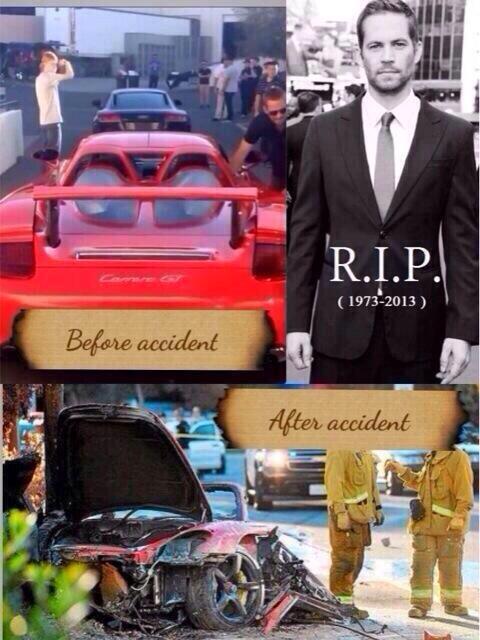 Carrera GT
R.I.P.
( 1973-2013 )
Before accident
After accident